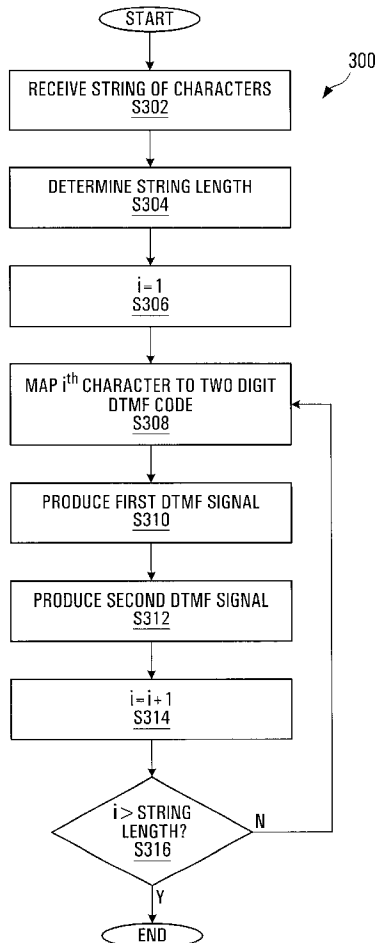 START
300
RECEIVE STRING OF CHARACTERS
S302
DETERMINE STRING LENGTH
S304
i=1
S306
MAP ith CHARACTER TO TWO DIGIT
DTMF CODE
S308
PRODUCE FIRST DTMF SIGNAL
S310
PRODUCE SECOND DTMF SIGNAL
S312
i=i+1
S314
i> STRING
LENGTH?
S316
N
Y
END